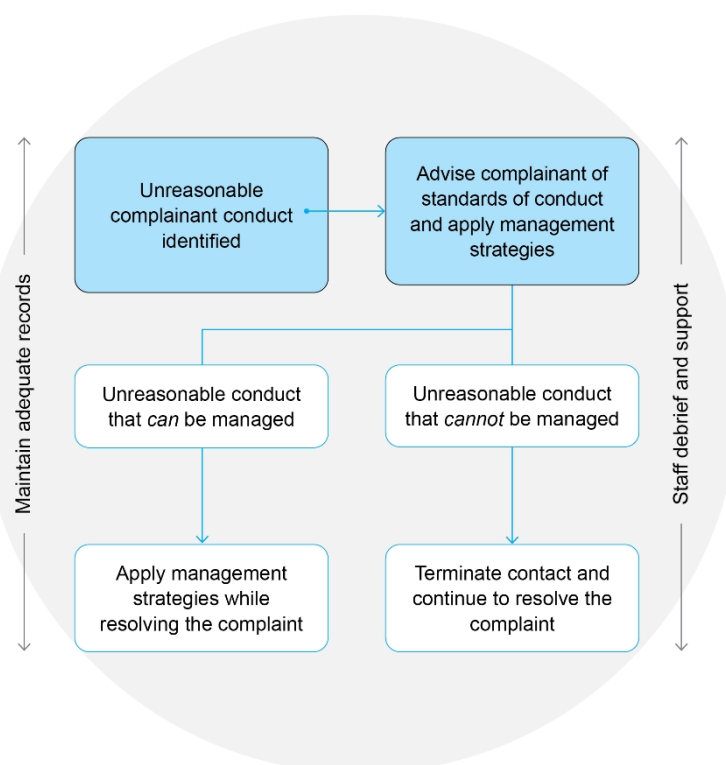 Unreasonable
complainant conduct
identified
Advise complainant of
standards of conduct
and apply management
strategies
Maintain adequate records
Staff debrief and support
Unreasonable conduct
that can be managed
Unreasonable conduct
that cannot be managed
Apply management
strategies while
resolving the complaint
Terminate contact and
continue to resolve the
complaint